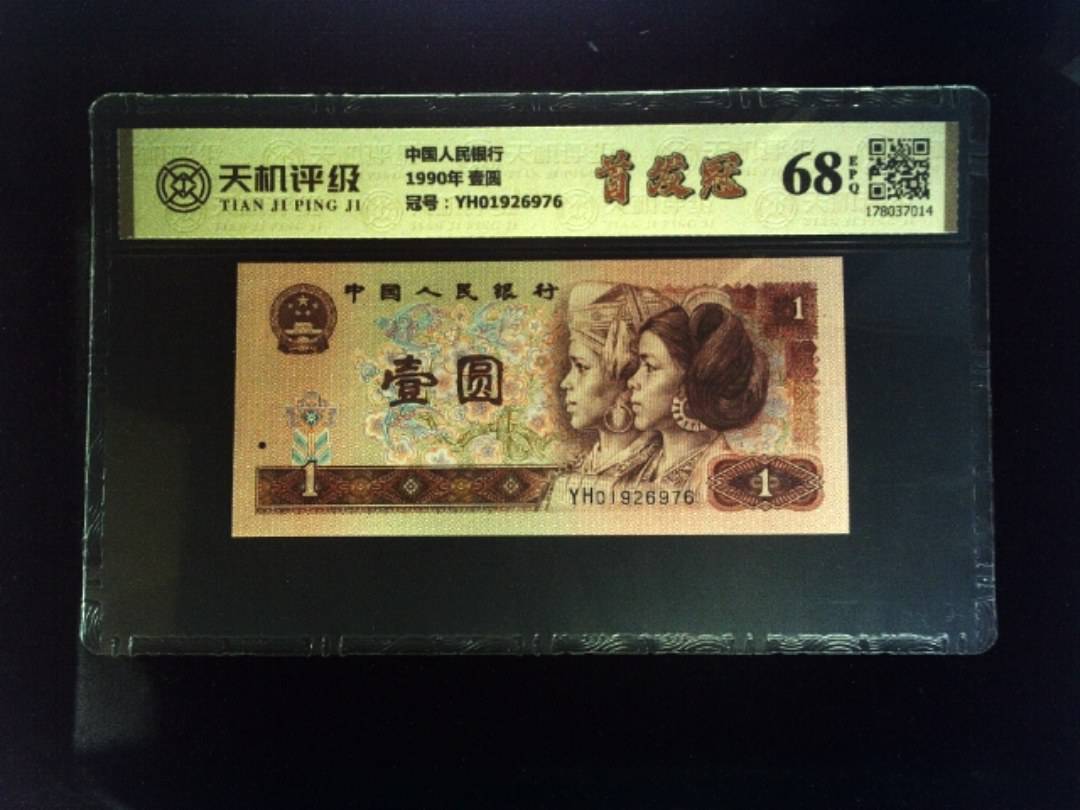 天机评级
TIAN JI PING JI
中国人民银行
1990年 壹圆
冠号：YH01926976
首发冠
68
EPQ
178037014
中国人民银行
壹圆
1
1
YH01926976
1